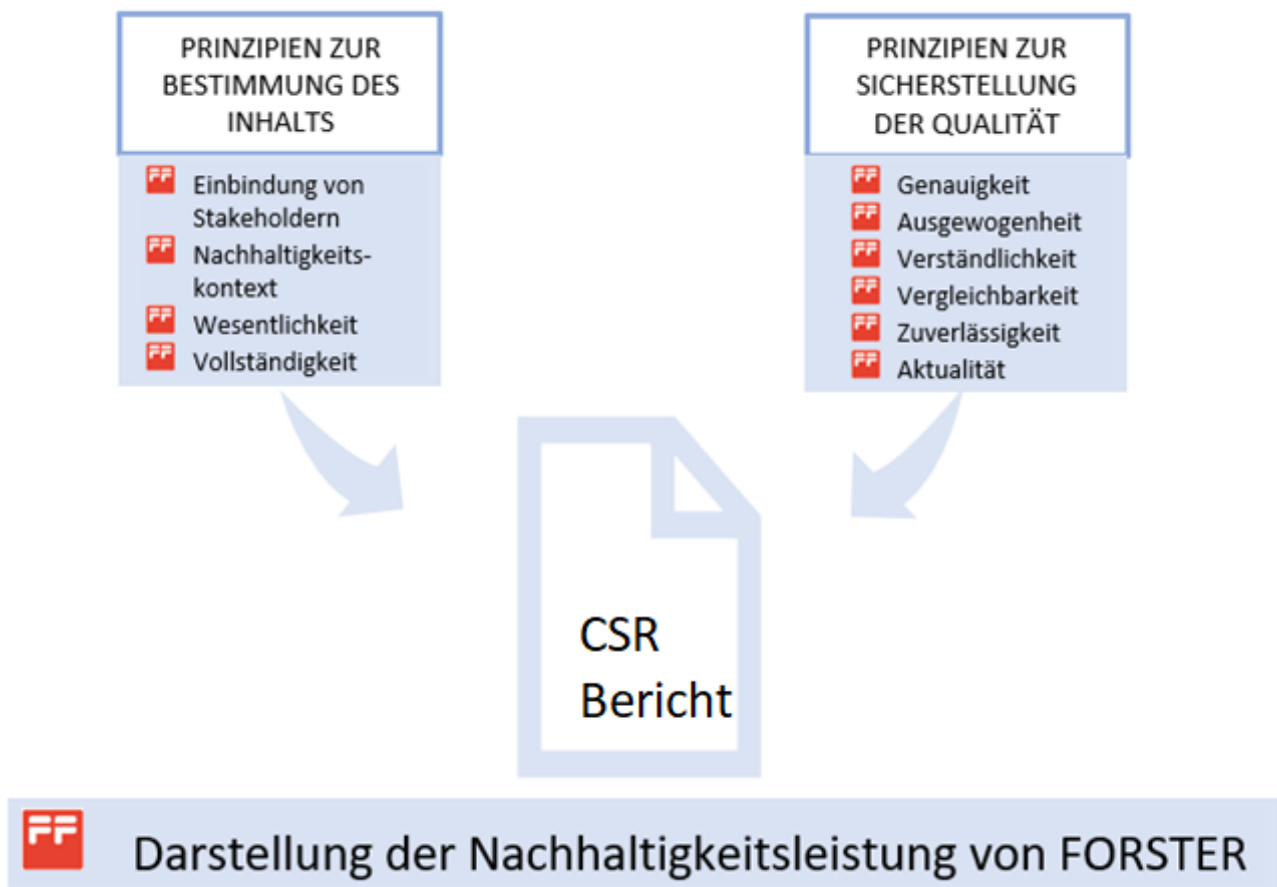 PRINZIPIEN ZUR
BESTIMMUNG DES
INHALTS
Einbindung von
Stakeholdern
Nachhaltigkeits-
kontext
Wesentlichkeit
Vollständigkeit
PRINZIPIEN ZUR
SICHERSTELLUNG
DER QUALITÄT
Genauigkeit
Ausgewogenheit
Verständlichkeit
Vergleichbarkeit
Zuverlässigkeit
Aktualität
CSR
Bericht
FF Darstellung der Nachhaltigkeitsleistung von FORSTER